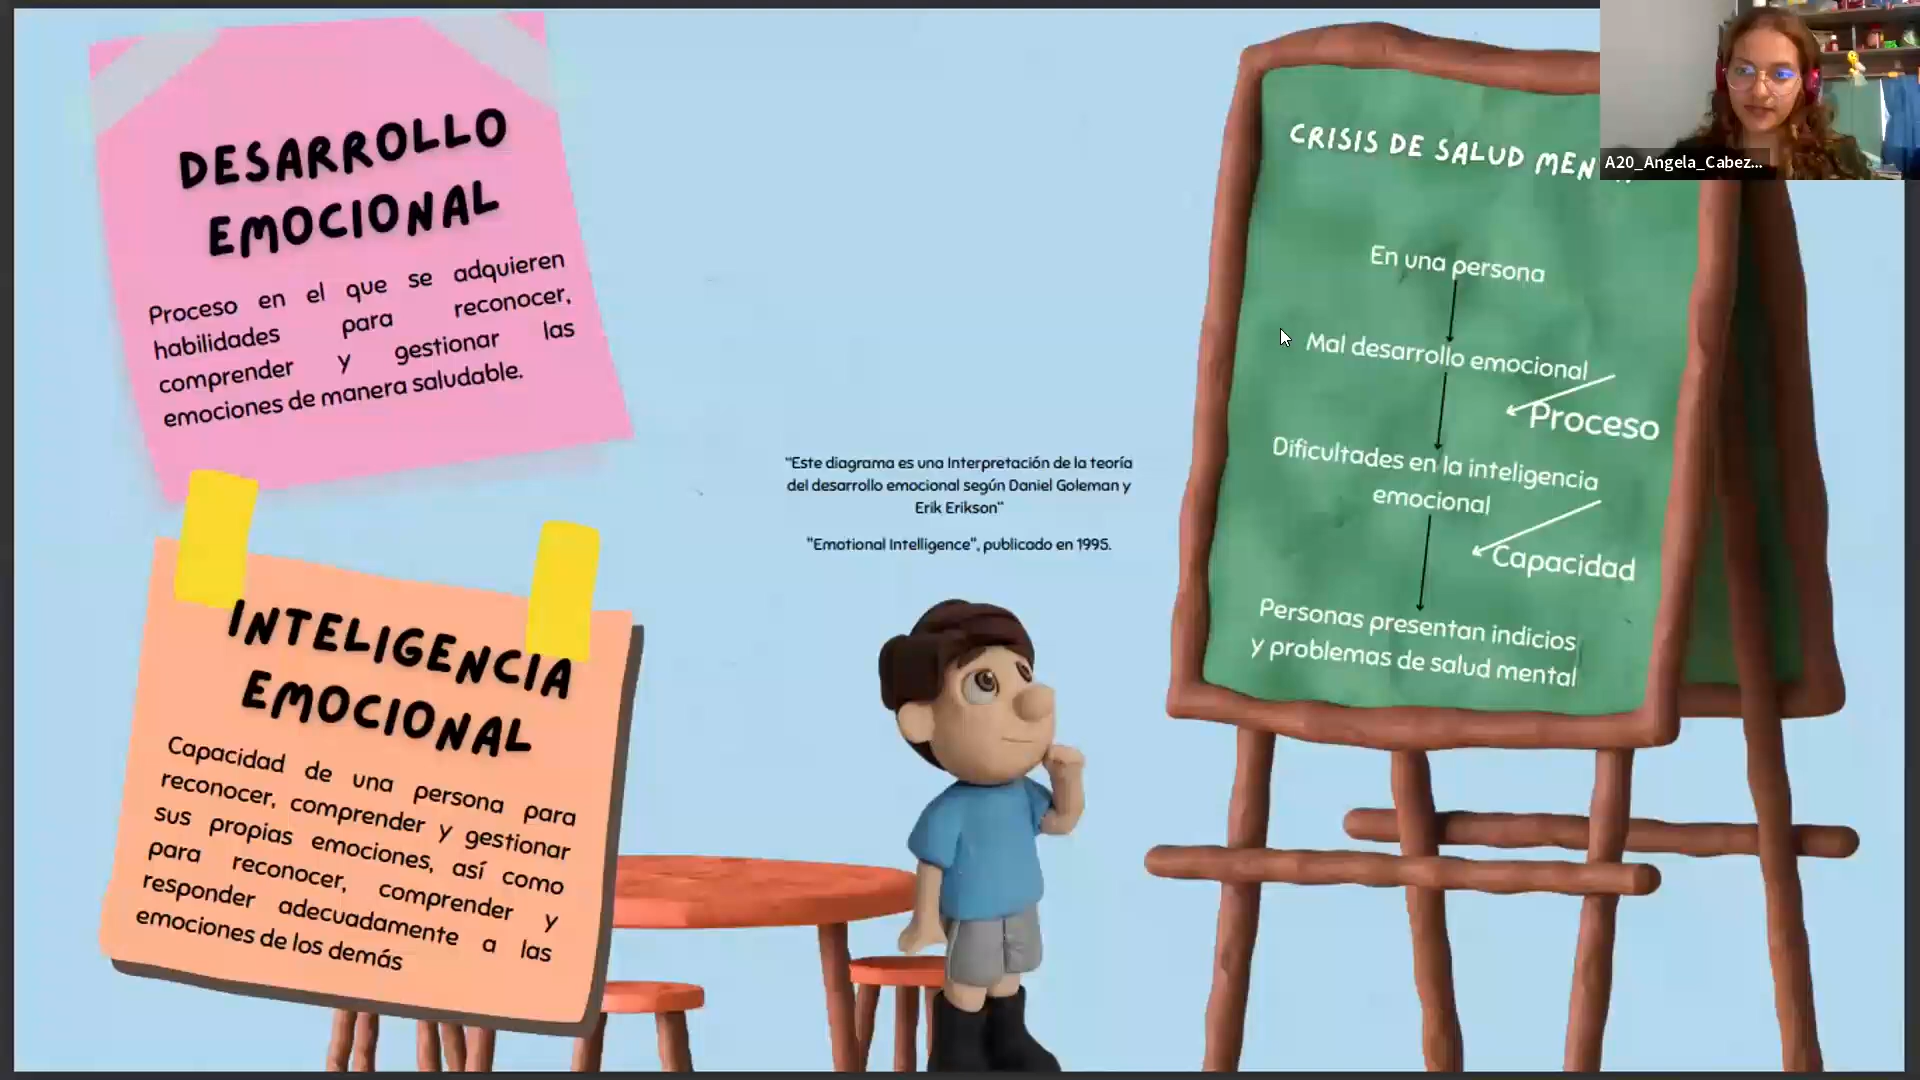 DESARROLLO
EMOCIONAL
Proceso en el que se adquieren
habilidades para reconocer,
comprender y gestionar las
emociones de manera saludable.
INTELIGENCIA
EMOCIONAL
Capacidad de una persona para
reconocer, comprender y gestionar
sus propias emociones, así como
para reconocer, comprender y
responder adecuadamente a las
emociones de los demás
"Este diagrama es una Interpretación de la teoría
del desarrollo emocional según Daniel Goleman y
Erik Erikson"
"Emotional Intelligence", publicado en 1995.
CRISIS DE SALUD
En una persona
Mal desarrollo emocional
Proceso
Dificultades en la inteligencia
emocional
Capacidad
Personas presentan indicios
y problemas de salud mental
A20_Angela_Cabez...